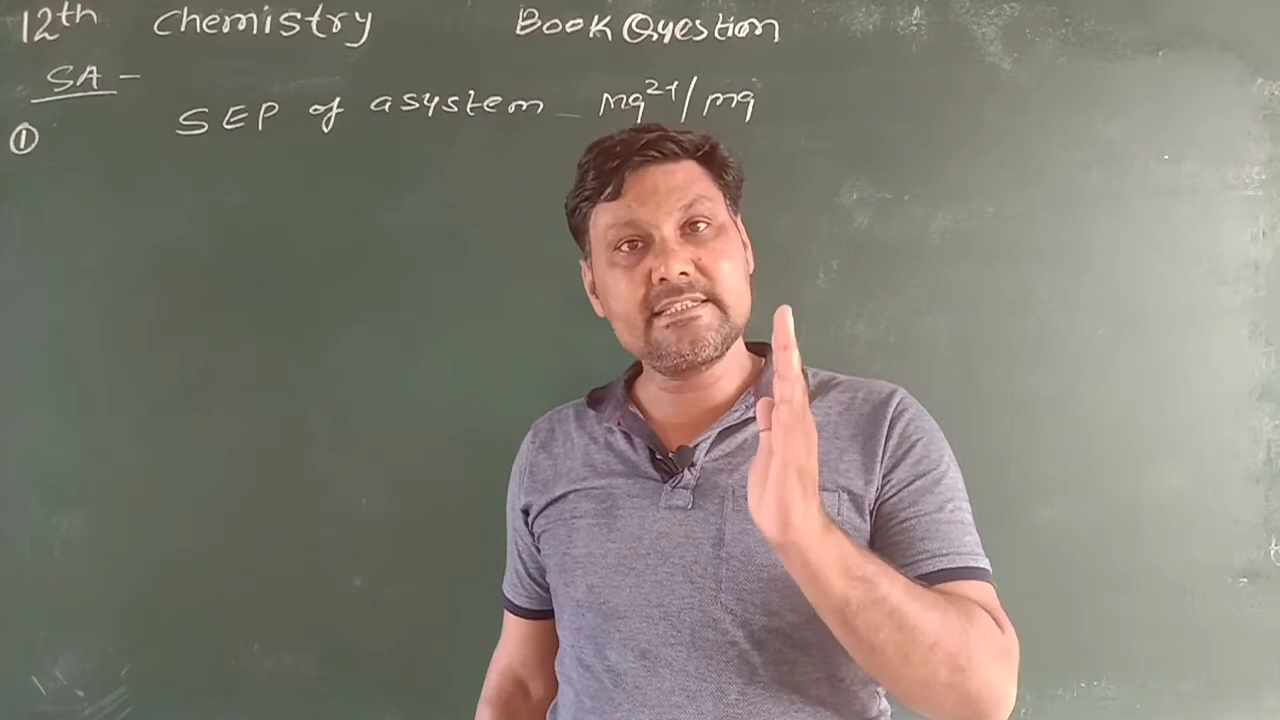 12th Chemistry Book Question
SA -
① SEP of a system _ Mg²⁺/Mg